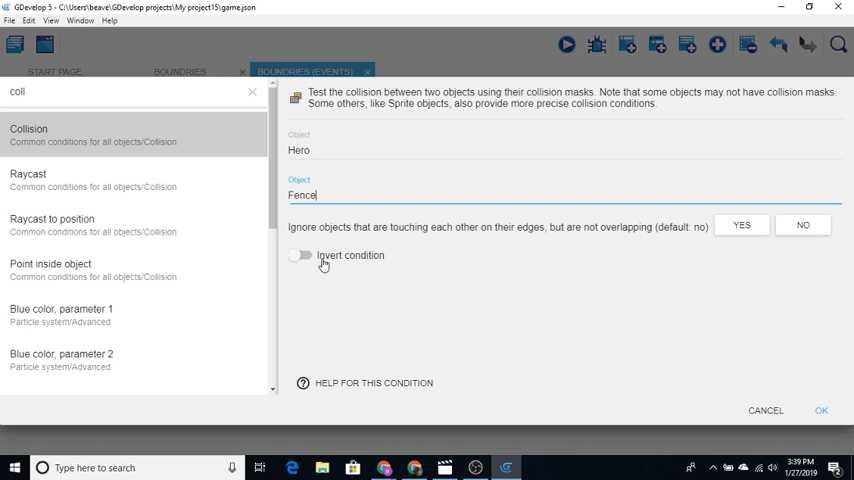 GDevelop 5 - C:\Users\beave\GDevelop projects\My project15\game.json
File Edit View Window Help
START PAGE BOUNDRIES BOUNDRIES (EVENTS)
coll
Test the collision between two objects using their collision masks. Note that some objects may not have collision masks.
Some others, like Sprite objects, also provide more precise collision conditions.
Collision
Common conditions for all objects/Collision
Object
Hero
Raycast
Common conditions for all objects/Collision
Object
Fence
Raycast to position
Common conditions for all objects/Collision
Ignore objects that are touching each other on their edges, but are not overlapping (default: no) YES NO
Invert condition
Point inside object
Common conditions for all objects/Collision
Blue color, parameter 1
Particle system/Advanced
Blue color, parameter 2
Particle system/Advanced
HELP FOR THIS CONDITION
CANCEL OK
Type here to search
3:39 PM
1/27/2019
2